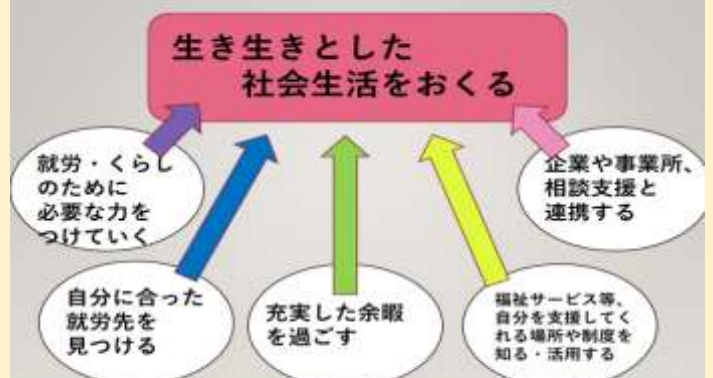 生き生きとした
社会生活をおくる
就労・くらし
のために
必要な力を
つけていく
企業や事業所、
相談支援と
連携する
自分に合った
就労先を
見つける
充実した余暇
を過ごす
福祉サービス等、
自分を支援してく
れる場所や制度を
知る・活用する